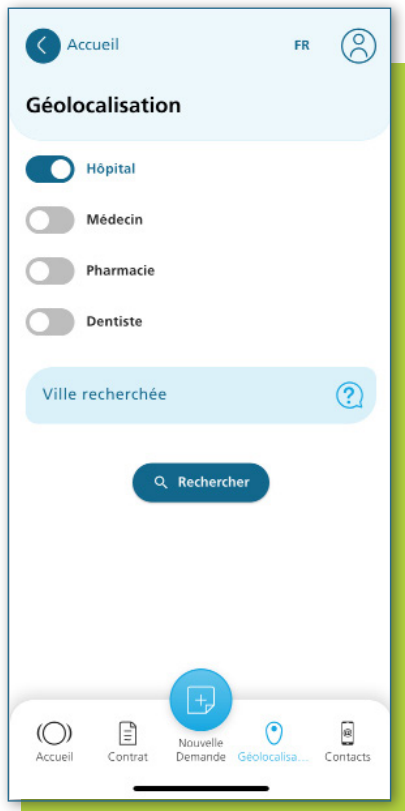 Accueil FR
Géolocalisation
Hôpital
Médecin
Pharmacie
Dentiste
Ville recherchée
Rechercher
Accueil Contrat Nouvelle Demande Géolocalisa... Contacts